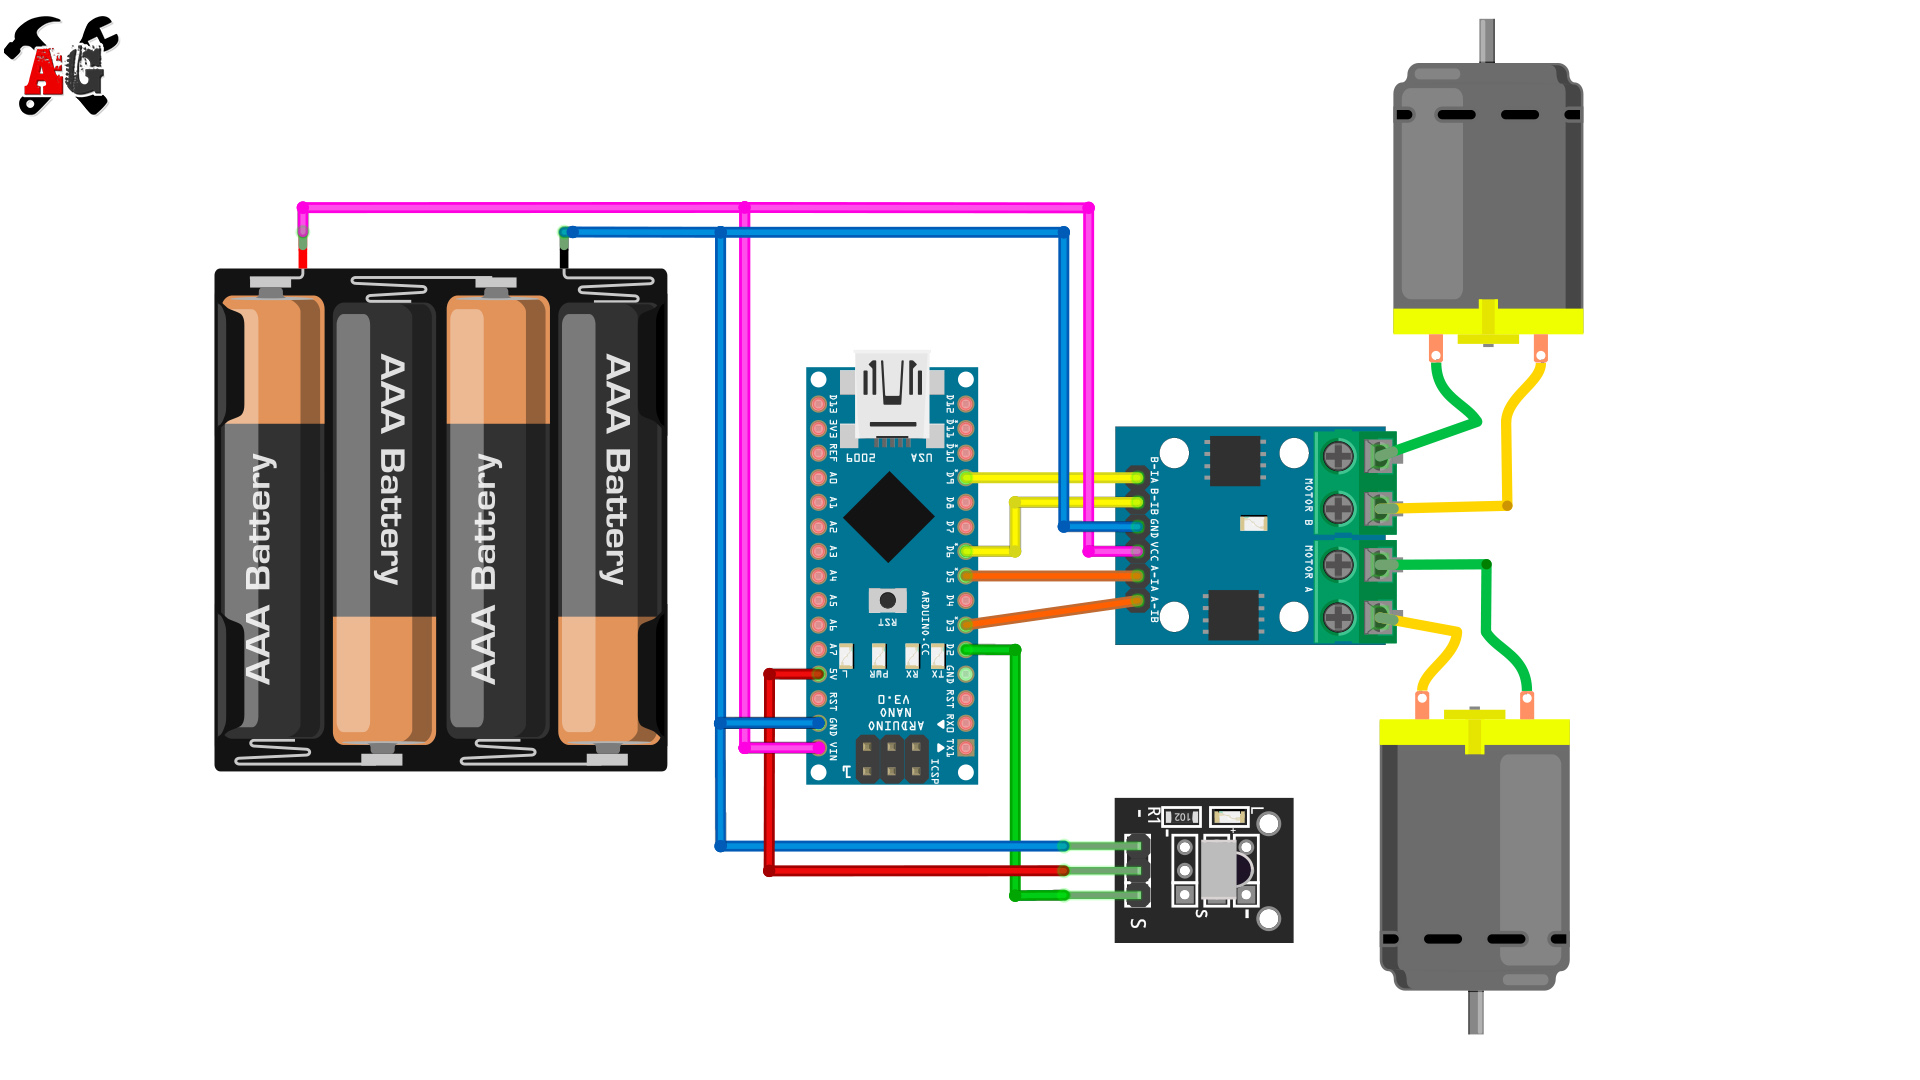 AG
AAA Battery
AAA Battery
AAA Battery
AAA Battery
D13
3V3
REF
A0
A1
A2
A3
A4
A5
A6
A7
5V
RST
GND
VIN
D12
D11
D10
D9
D8
D7
D6
D5
D4
D3
D2
GND
RST
RX0
TX1
USA
2009
RST
ARDUINO.CC
TX
RX
PWR
L
ARDUINO
NANO
V3.0
ICSP
1
B-IA
B-IB
GND
VCC
A-IA
A-IB
MOTOR B
MOTOR A
-
R1
102
L
+
-
S
-
S